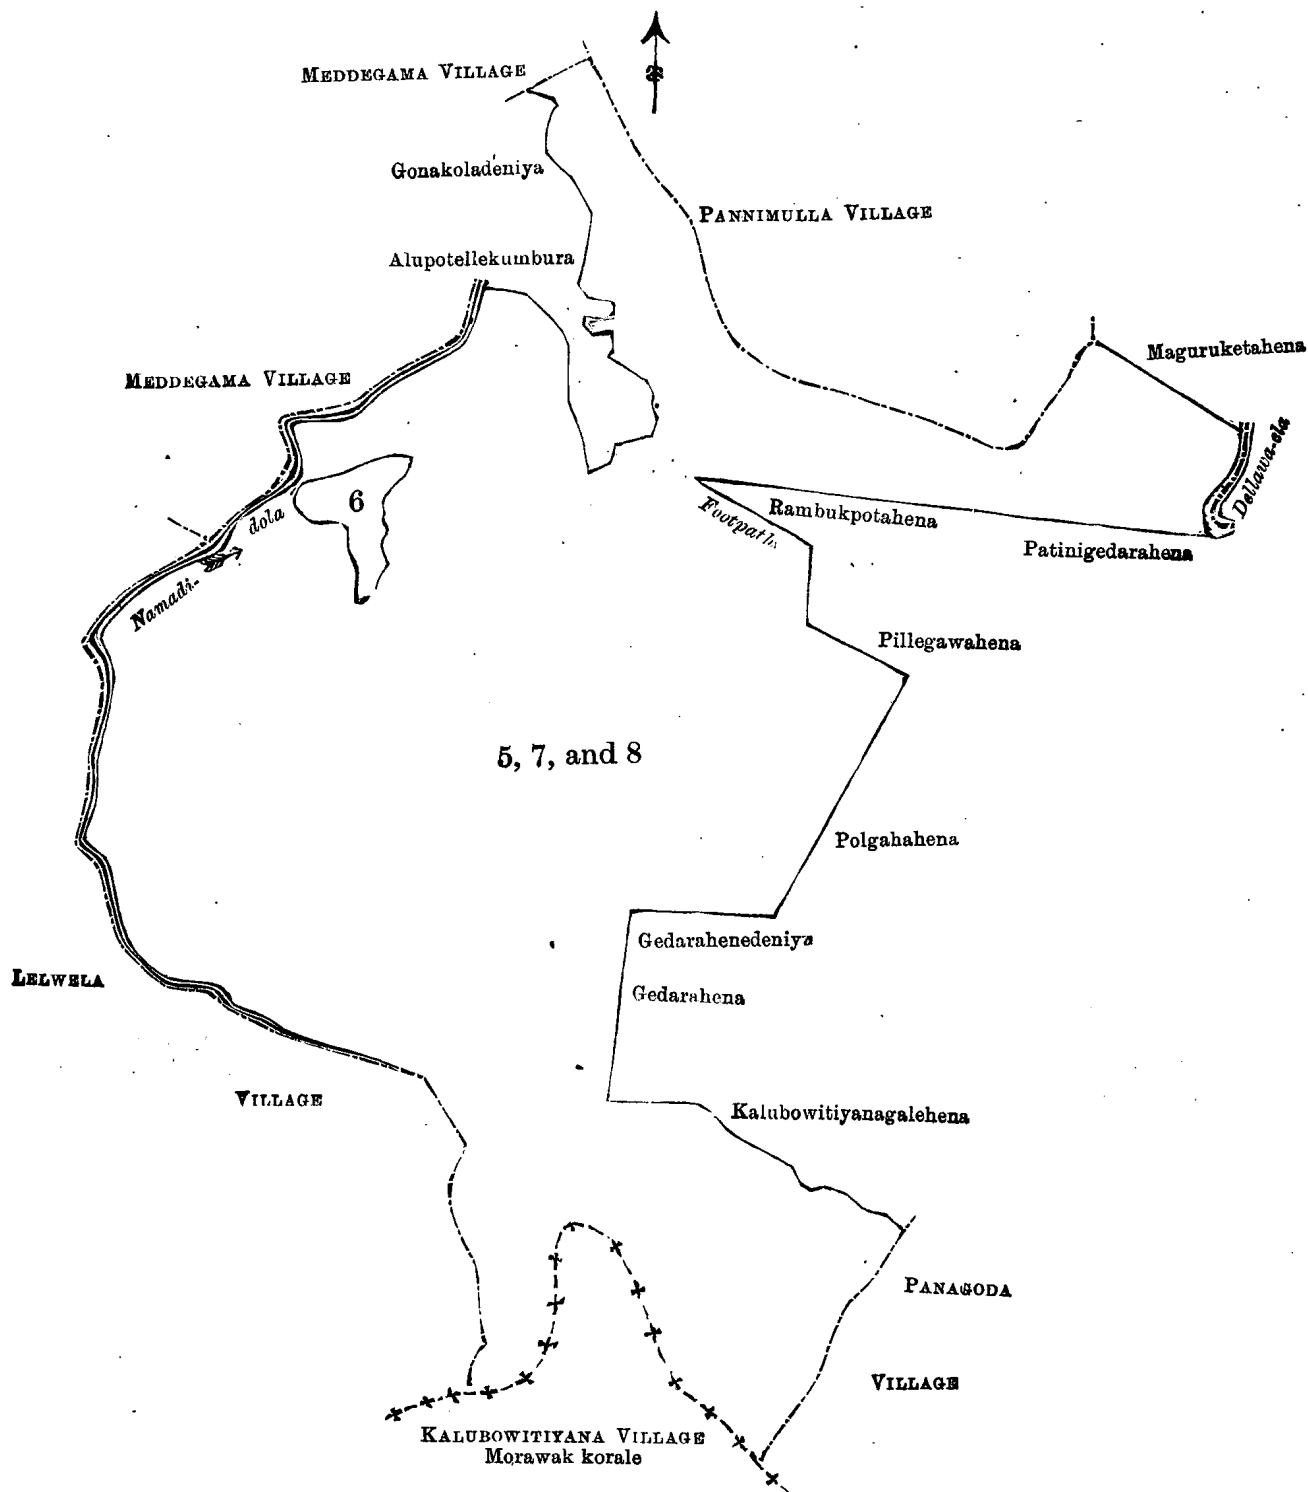 MEDDEGAMA VILLAGE
Gonakoladeniya
PANNIMULLA VILLAGE
Alupotellekumbura
Maguruketahena
MEDDEGAMA VILLAGE
Dellawa-ela
6
Namadi-dola
Footpath
Rambukpotahena
Patinigedarahena
Pillegawahena
5, 7, and 8
Polgahahena
Gedarahenedeniya
LELWELA
Gedarahena
VILLAGE
Kalubowitiyanagalehena
PANAGODA
VILLAGE
KALUBOWITIYANA VILLAGE
Morawak korale